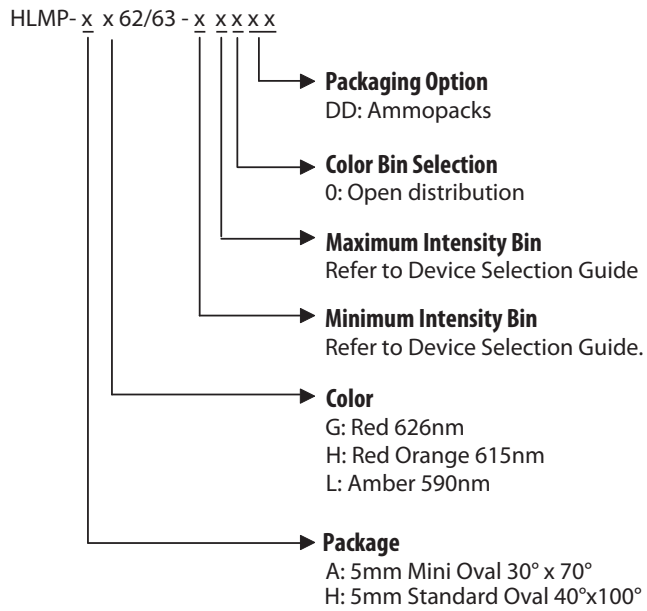 HLMP- x x 62/63 - x x x x x
Packaging Option
DD: Ammopacks
Color Bin Selection
0: Open distribution
Maximum Intensity Bin
Refer to Device Selection Guide
Minimum Intensity Bin
Refer to Device Selection Guide.
Color
G: Red 626nm
H: Red Orange 615nm
L: Amber 590nm
Package
A: 5mm Mini Oval 30° x 70°
H: 5mm Standard Oval 40°x100°